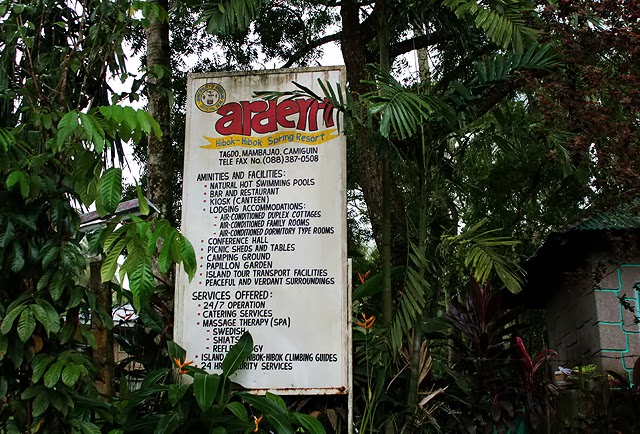 ardent
Hibok-Hibok Spring Resort
TAGDO, MAMBAJAO, CAMIGUIN
TELE FAX No. (088)387-0508
AMINITIES AND FACILITIES:
• NATURAL HOT SWIMMING POOLS
• BAR AND RESTAURANT
• KIOSK (CANTEEN)
• LODGING ACCOMMODATIONS:
- AIR-CONDITIONED DUPLEX COTTAGES
- AIR-CONDITIONED FAMILY ROOMS
- AIR-CONDITIONED DORMITORY TYPE ROOMS
• CONFERENCE HALL
• PICNIC SHEDS AND TABLES
• CAMPING GROUND
• PAPILLON GARDEN
• ISLAND TOUR TRANSPORT FACILITIES
• PEACEFUL AND VERDANT SURROUNDINGS
SERVICES OFFERED:
• 24/7 OPERATION
• CATERING SERVICES
• MASSAGE THERAPY (SPA)
- SWEDISH
- SHIATS
- REFL OGY
• ISLAND HIBOK-HIBOK CLIMBING GUIDES
• 24 HR SECURITY SERVICES